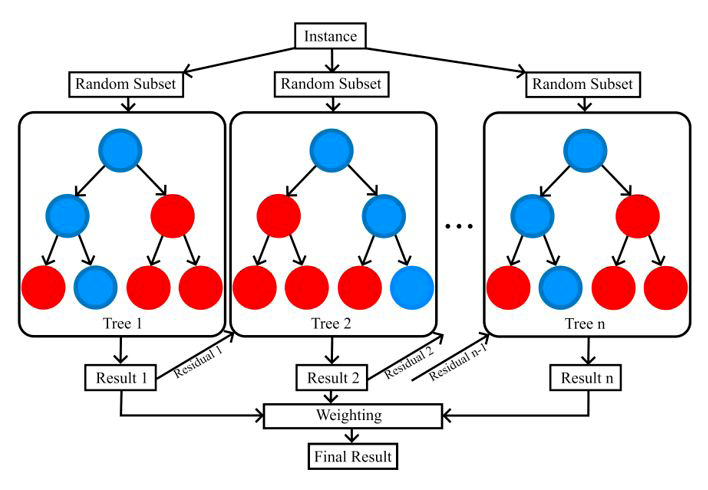 Instance
Random Subset
Random Subset
Random Subset
...
Tree 1
Tree 2
Tree n
Residual 1
Residual 2
Residual n-1
Result 1
Result 2
Result n
Weighting
Final Result